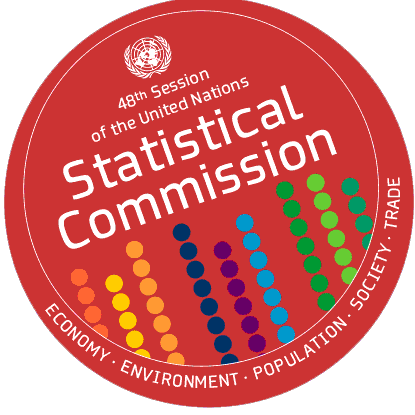 48th Session
of the United Nations
Statistical
Commission
ECONOMY · ENVIRONMENT · POPULATION · SOCIETY · TRADE